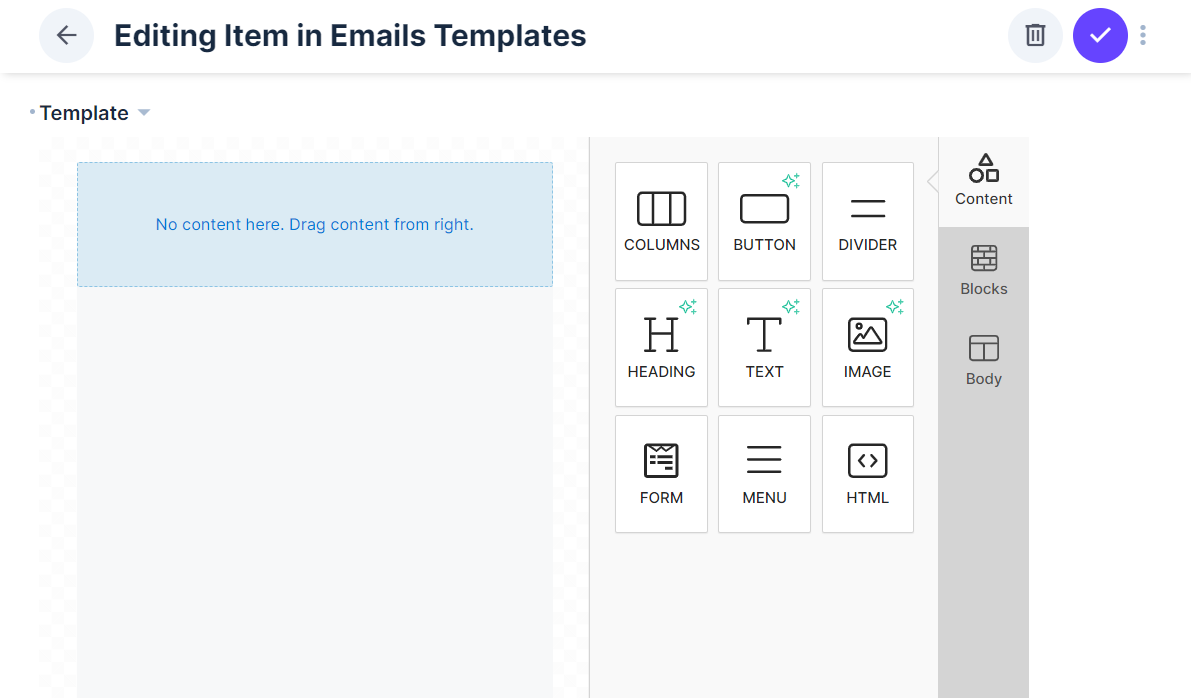 Editing Item in Emails Templates
Template
No content here. Drag content from right.
COLUMNS
BUTTON
DIVIDER
HEADING
TEXT
IMAGE
FORM
MENU
HTML
Content
Blocks
Body